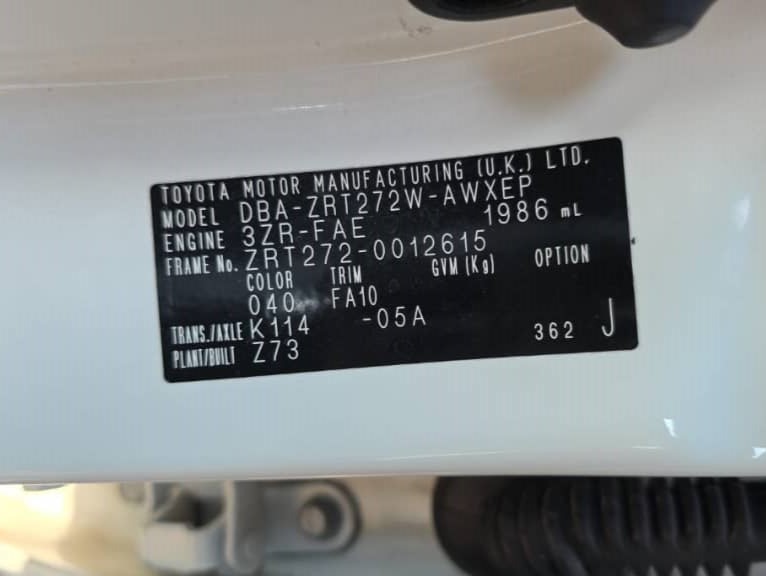 TOYOTA MOTOR MANUFACTURING (U.K.) LTD.
MODEL DBA-ZRT272W-AWXEP
ENGINE 3ZR-FAE 1986 mL
FRAME No. ZRT272-0012615
COLOR TRIM GVM (Kg) OPTION
040 FA10
TRANS./AXLE K114 -05A
PLANT/BUILT Z73 362 J